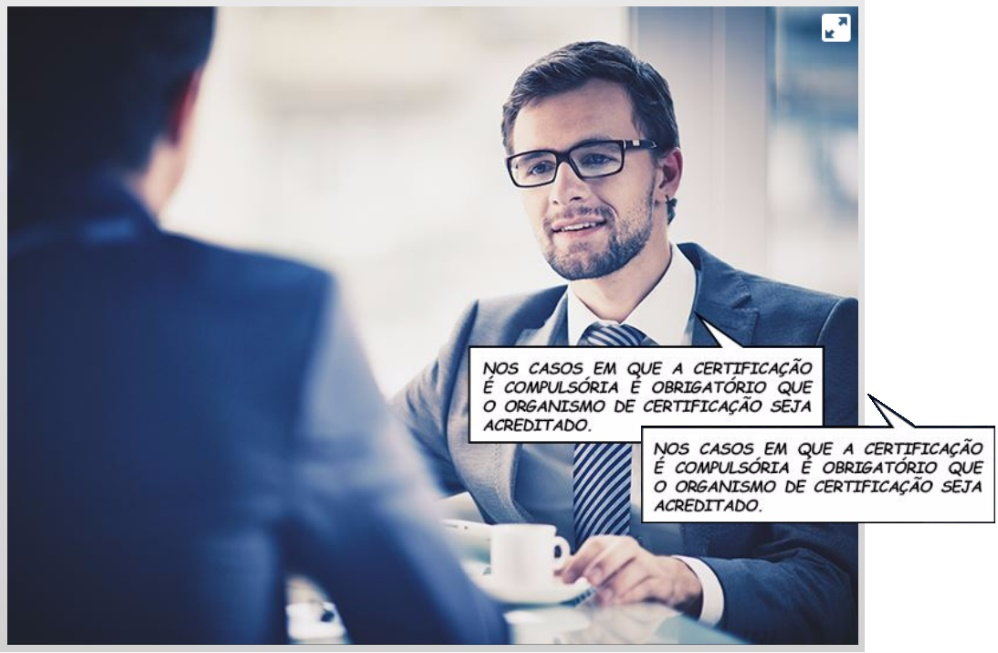 NOS CASOS EM QUE A CERTIFICAÇÃO
É COMPULSÓRIA É OBRIGATÓRIO QUE
O ORGANISMO DE CERTIFICAÇÃO SEJA
ACREDITADO.
NOS CASOS EM QUE A CERTIFICAÇÃO
É COMPULSÓRIA É OBRIGATÓRIO QUE
O ORGANISMO DE CERTIFICAÇÃO SEJA
ACREDITADO.